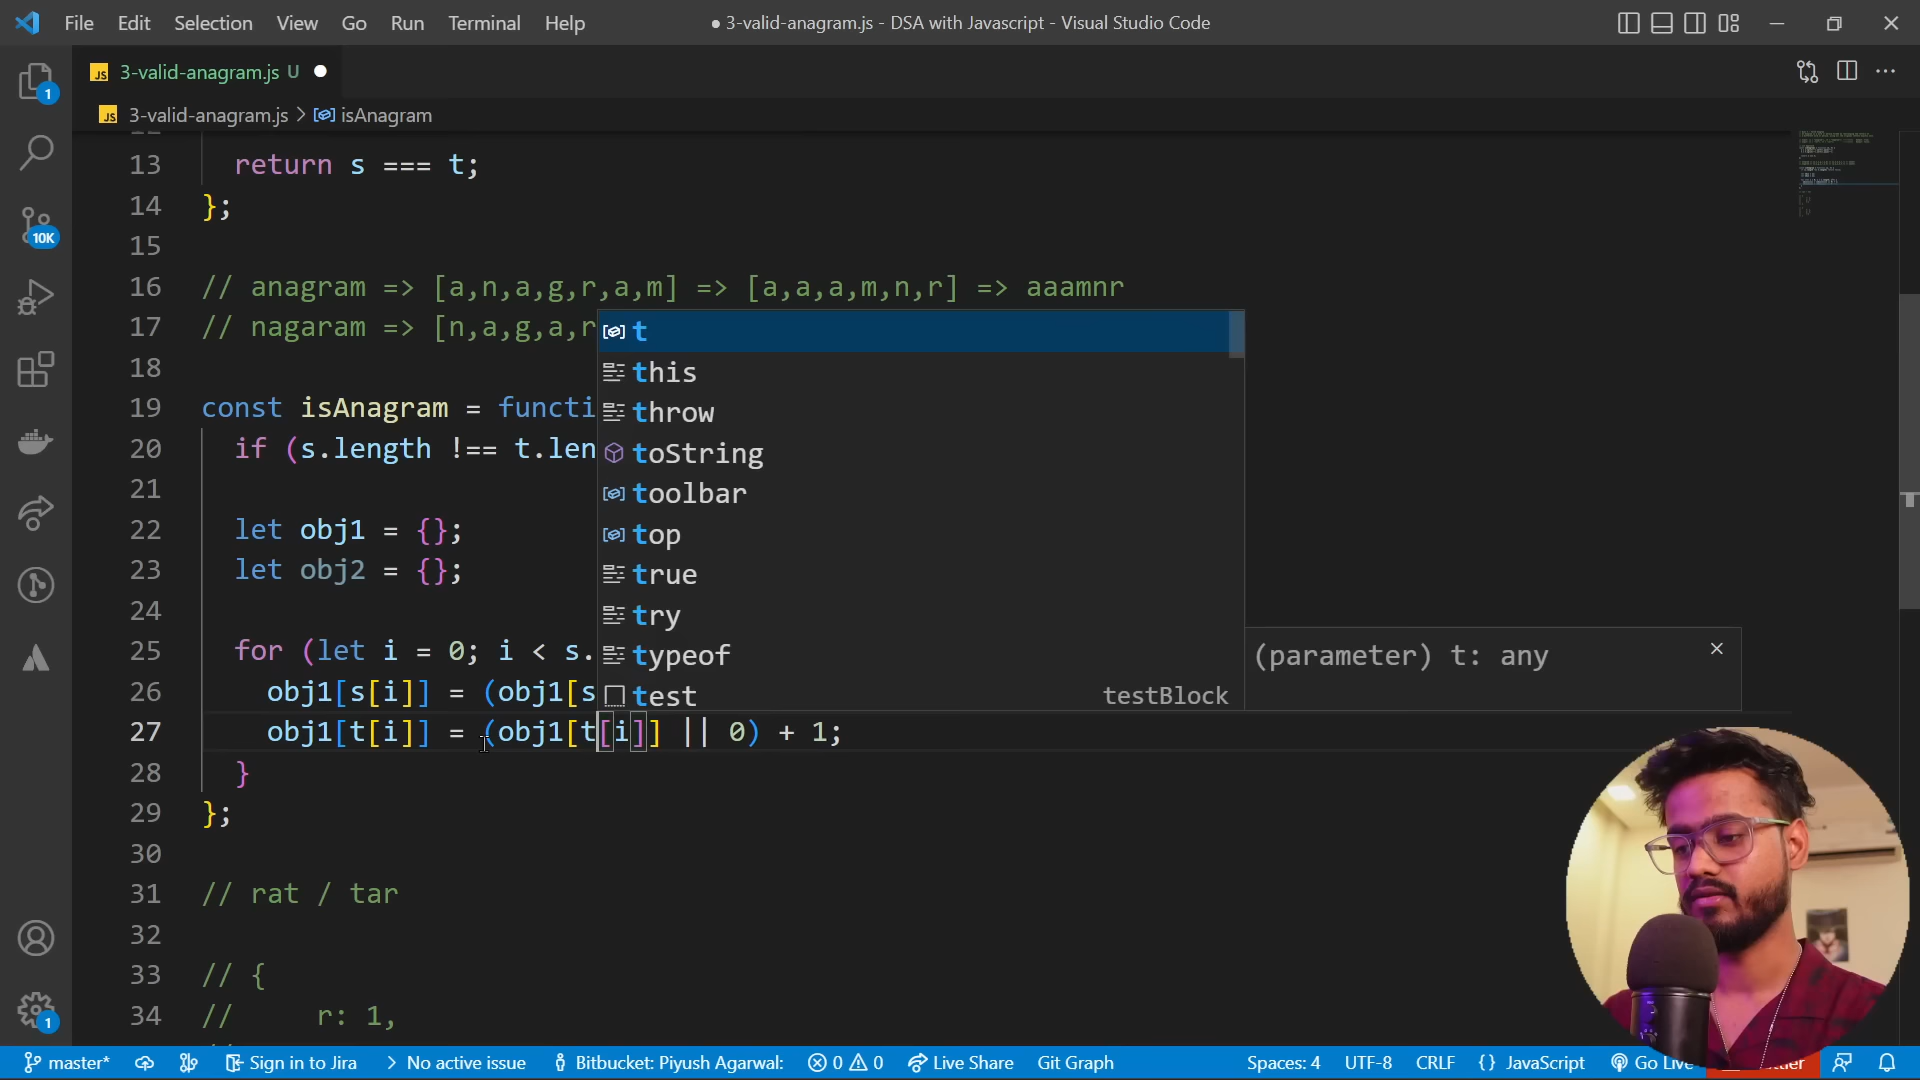 File Edit Selection View Go Run Terminal Help ● 3-valid-anagram.js - DSA with Javascript - Visual Studio Code
JS 3-valid-anagram.js U ●
JS 3-valid-anagram.js > isAnagram
13 return s === t;
14 };
15
16 // anagram => [a,n,a,g,r,a,m] => [a,a,a,m,n,r] => aaamnr
17 // nagaram => [n,a,g,a,r
18
19 const isAnagram = functi
20 if (s.length !== t.len
21
22 let obj1 = {};
23 let obj2 = {};
24
25 for (let i = 0; i < s.
26 obj1[s[i]] = (obj1[s
27 obj1[t[i]] = (obj1[t[i]] || 0) + 1;
28 }
29 };
30
31 // rat / tar
32
33 // {
34 // r: 1,
t
this
throw
toString
toolbar
top
true
try
typeof
test testBlock
(parameter) t: any ×
1
10K
1
master* Sign in to Jira > No active issue Bitbucket: Piyush Agarwal: 0 0 Live Share Git Graph Spaces: 4 UTF-8 CRLF {} JavaScript Go Live